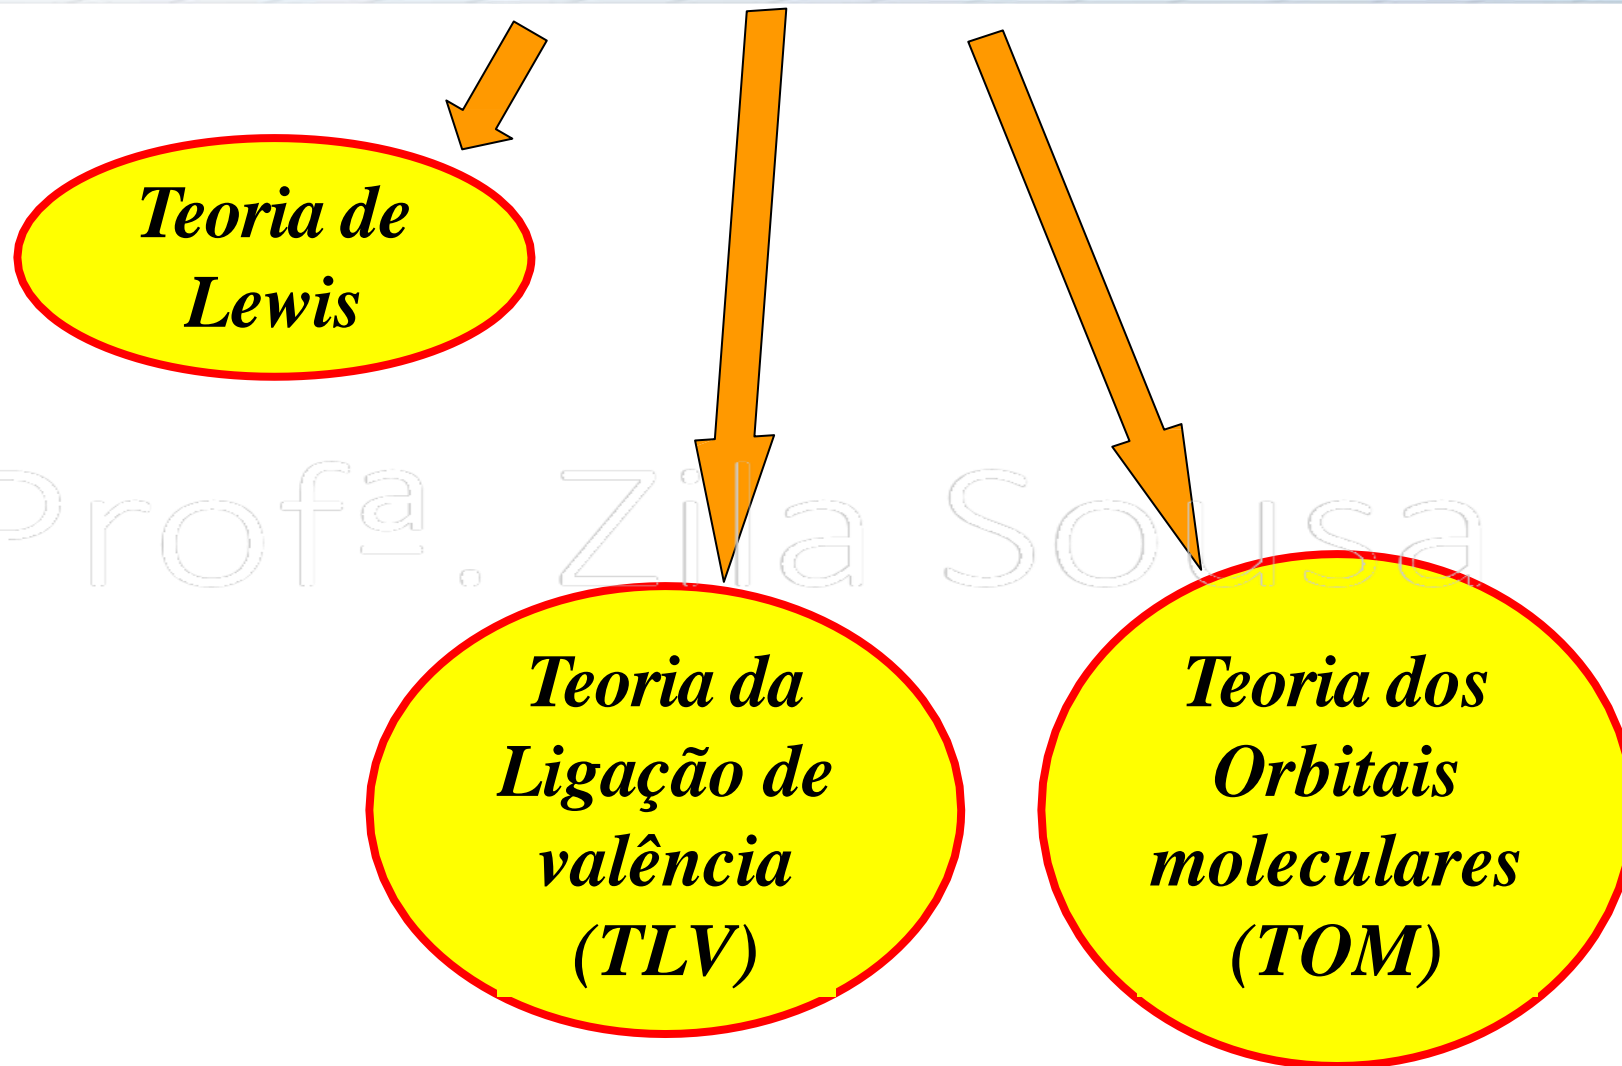 Teoria de
Lewis
Profª. Zila Sousa
Teoria da
Ligação de
valência
(TLV)
Teoria dos
Orbitais
moleculares
(TOM)